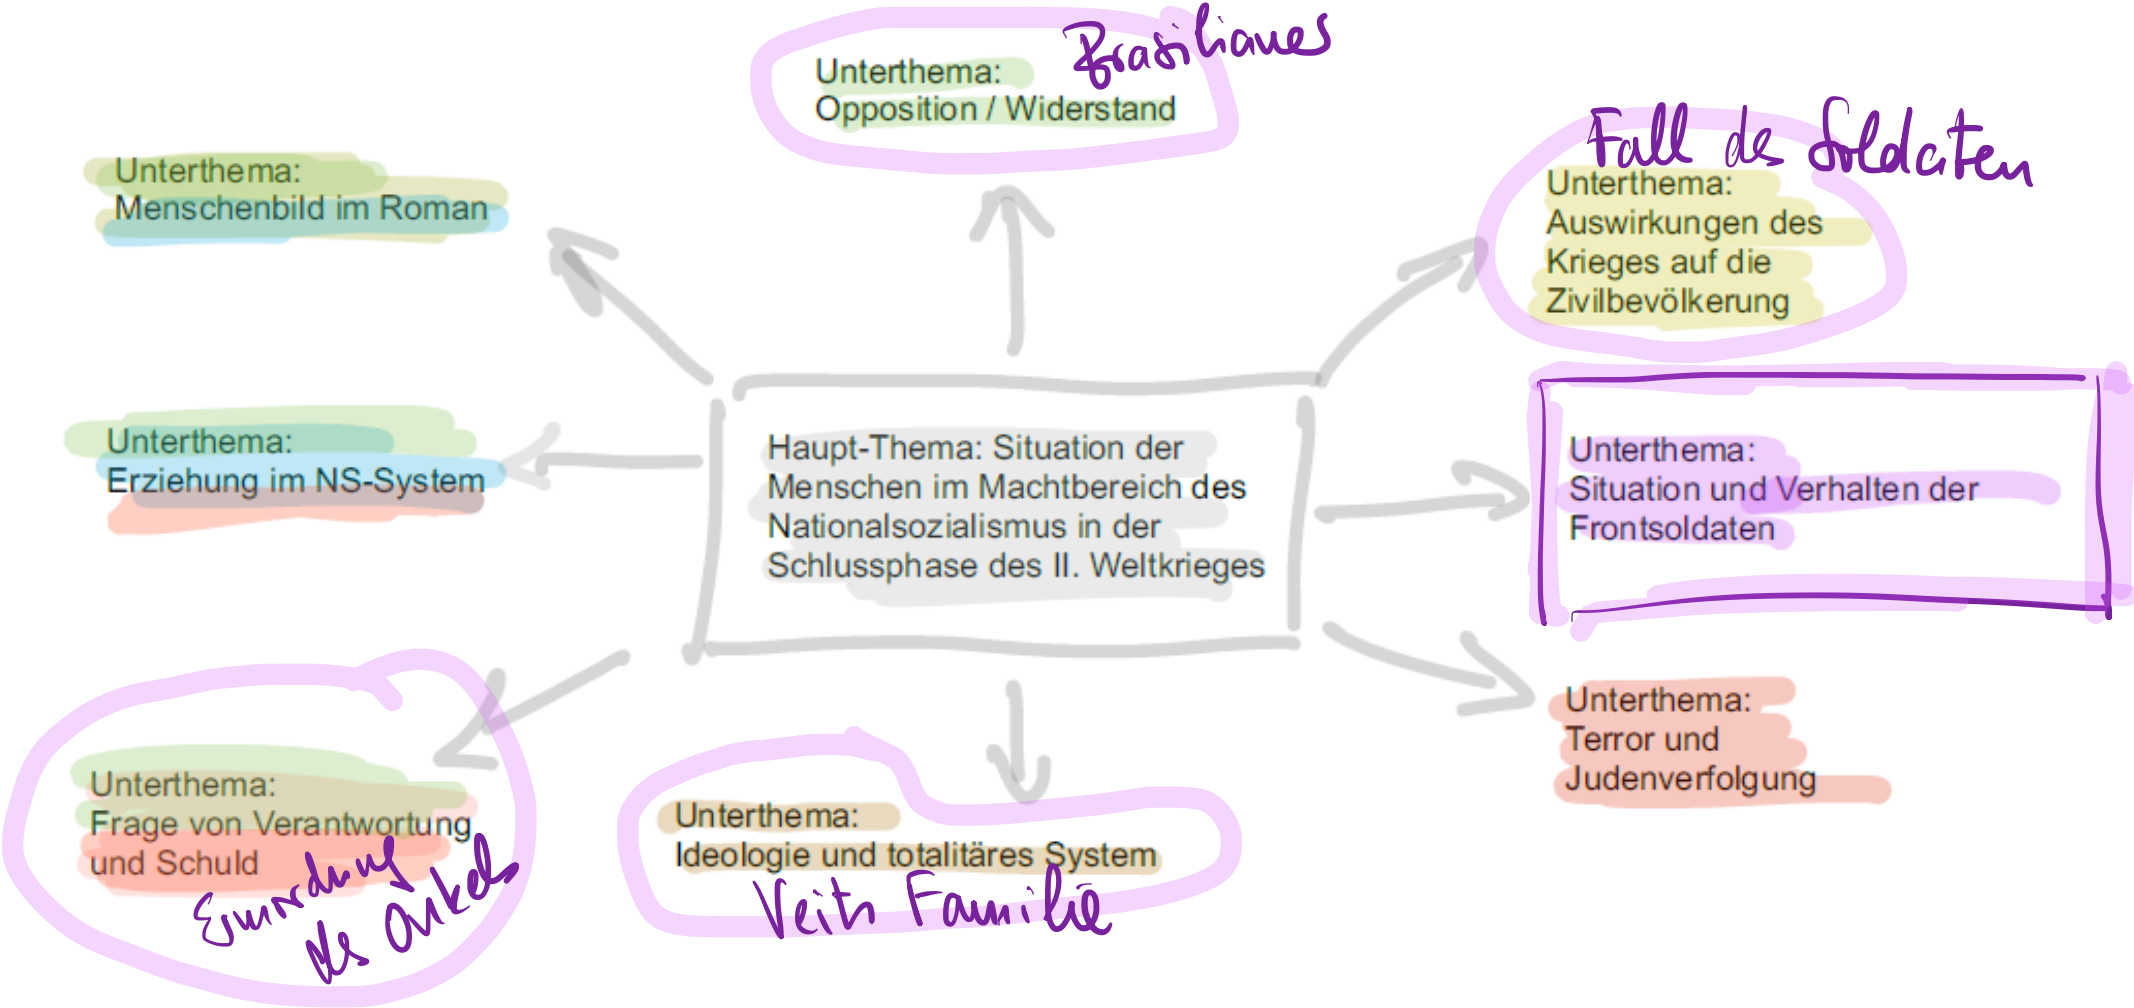 Brasilianer
Unterthema:
Opposition / Widerstand
Fall des Soldaten
Unterthema:
Auswirkungen des
Krieges auf die
Zivilbevölkerung
Unterthema:
Menschenbild im Roman
Unterthema:
Erziehung im NS-System
Haupt-Thema: Situation der
Menschen im Machtbereich des
Nationalsozialismus in der
Schlussphase des II. Weltkrieges
Unterthema:
Situation und Verhalten der
Frontsoldaten
Unterthema:
Terror und
Judenverfolgung
Unterthema:
Frage von Verantwortung
und Schuld
Ermordung
des Onkels
Unterthema:
Ideologie und totalitäres System
Veits Familie